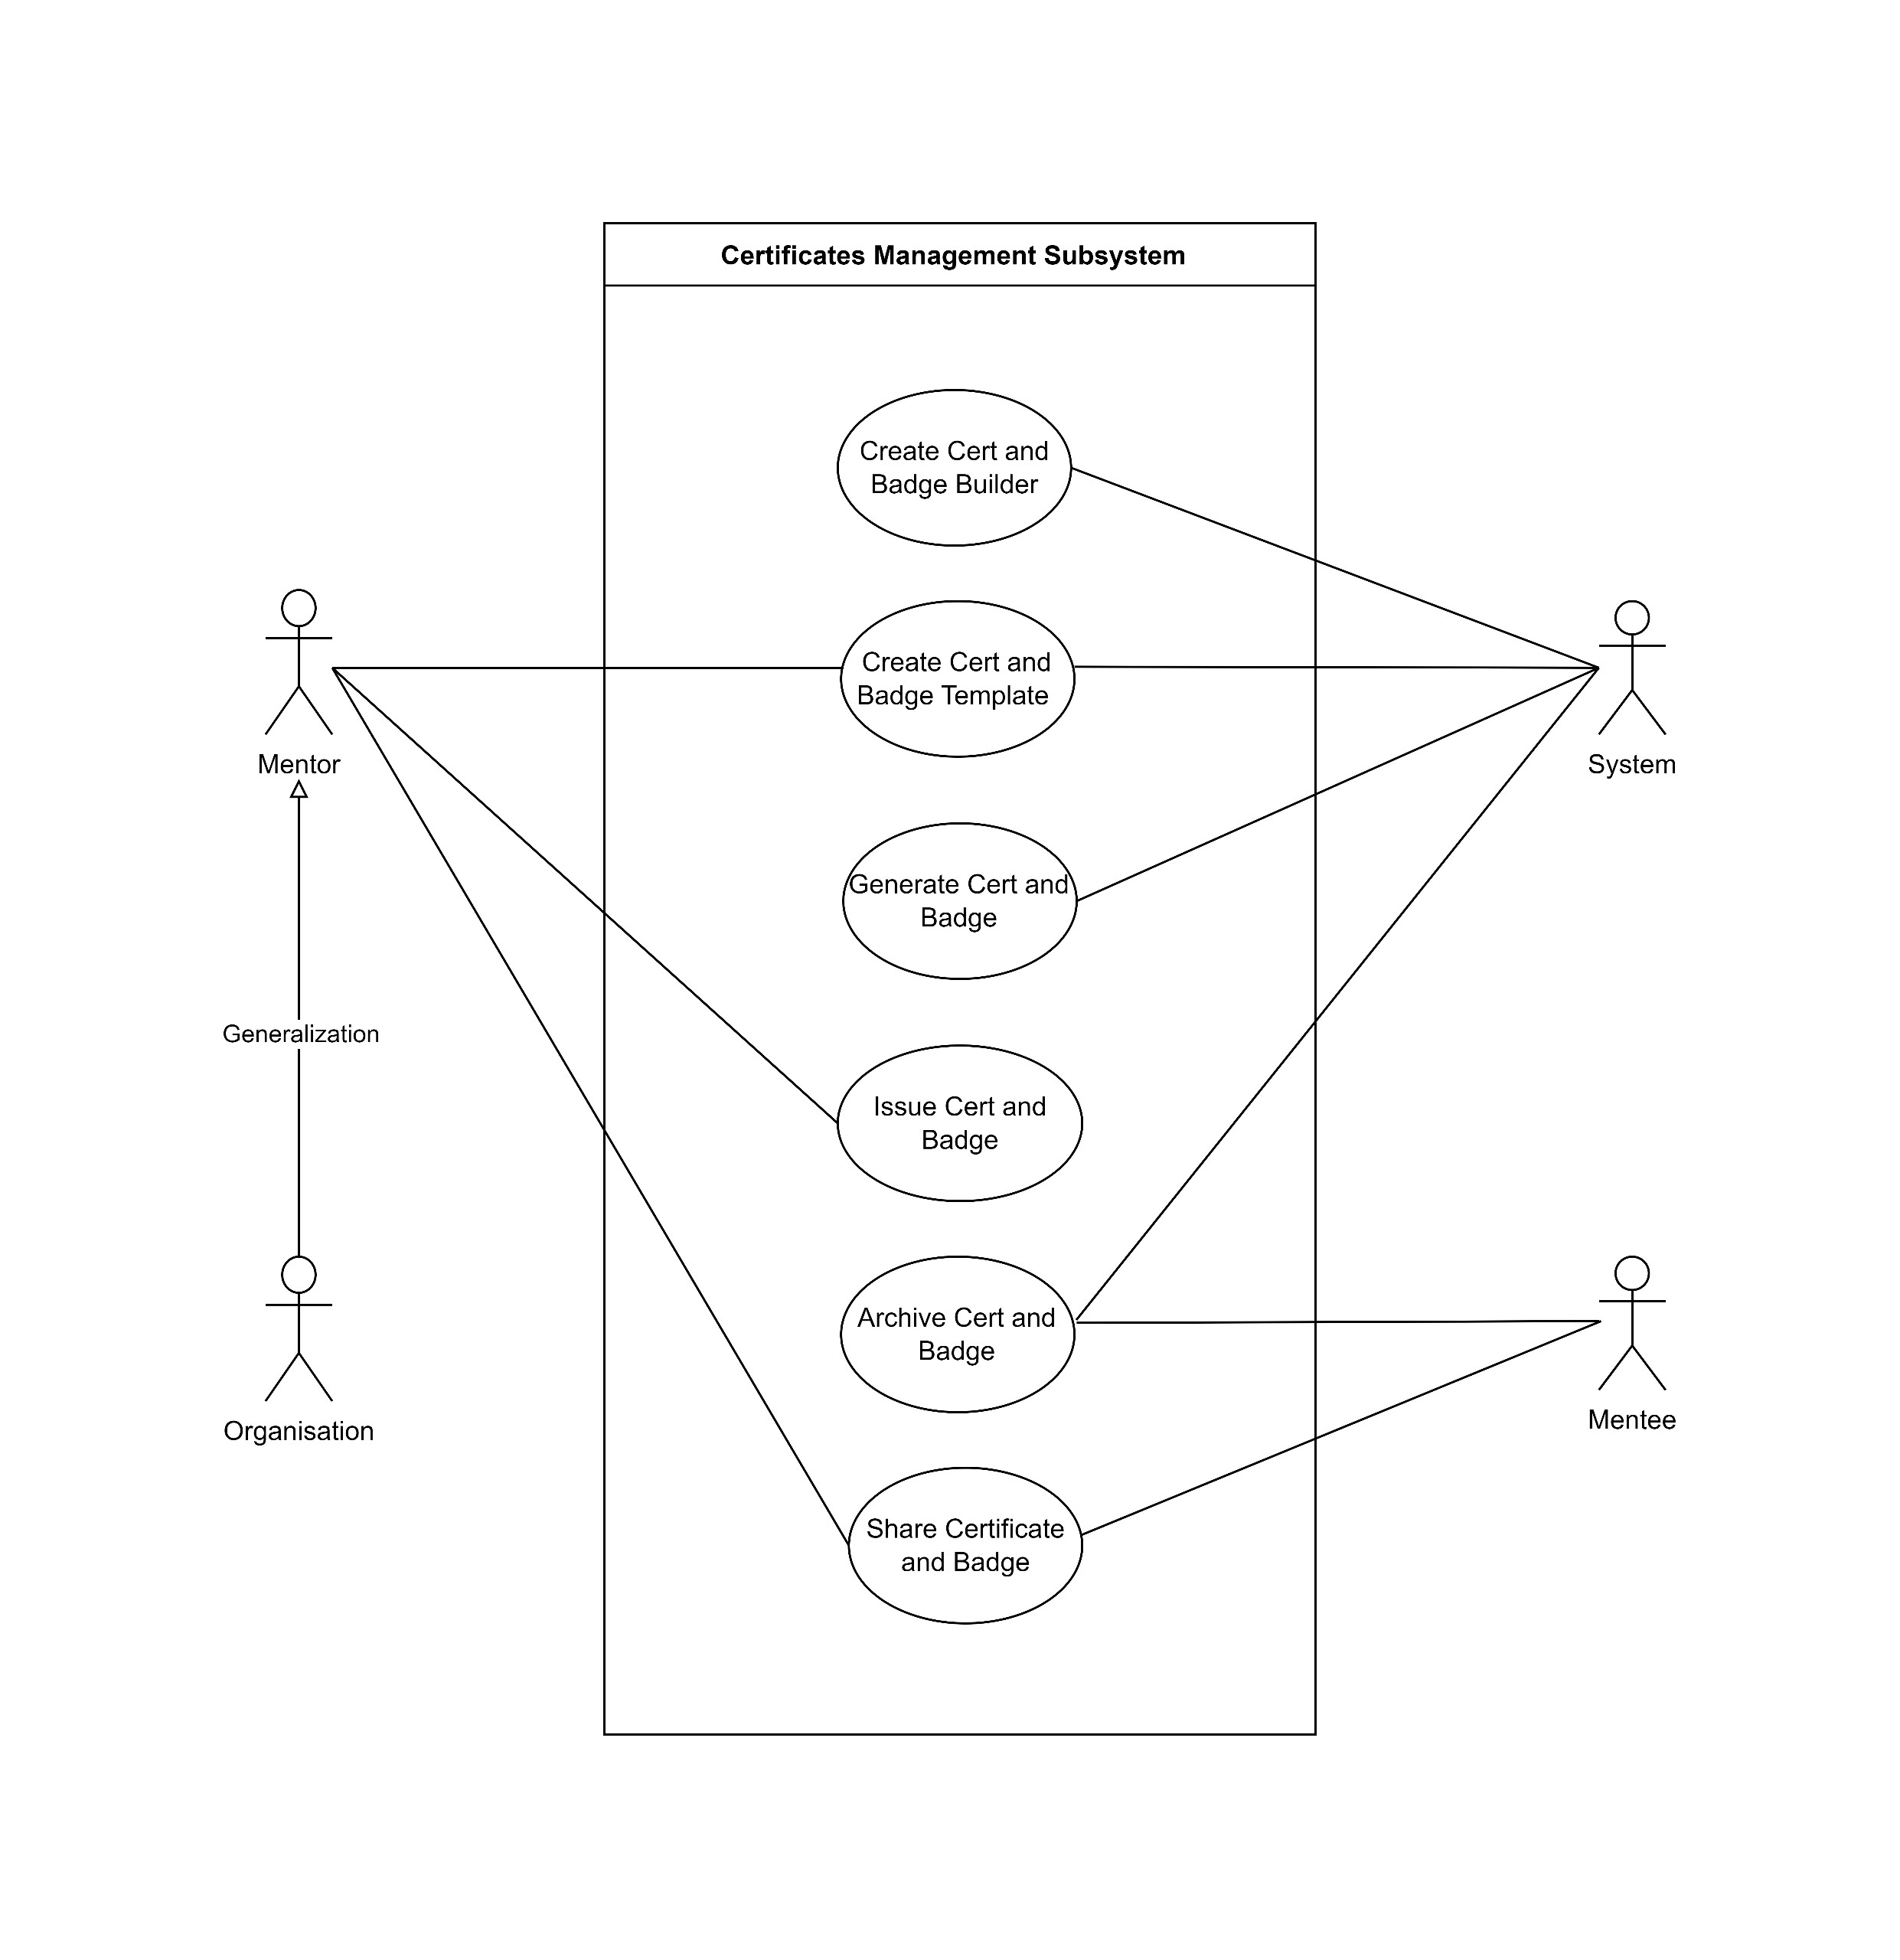 Certificates Management Subsystem
Create Cert and
Badge Builder
Create Cert and
Badge Template
Mentor
System
Generate Cert and
Badge
Generalization
Issue Cert and
Badge
Archive Cert and
Badge
Organisation
Mentee
Share Certificate
and Badge